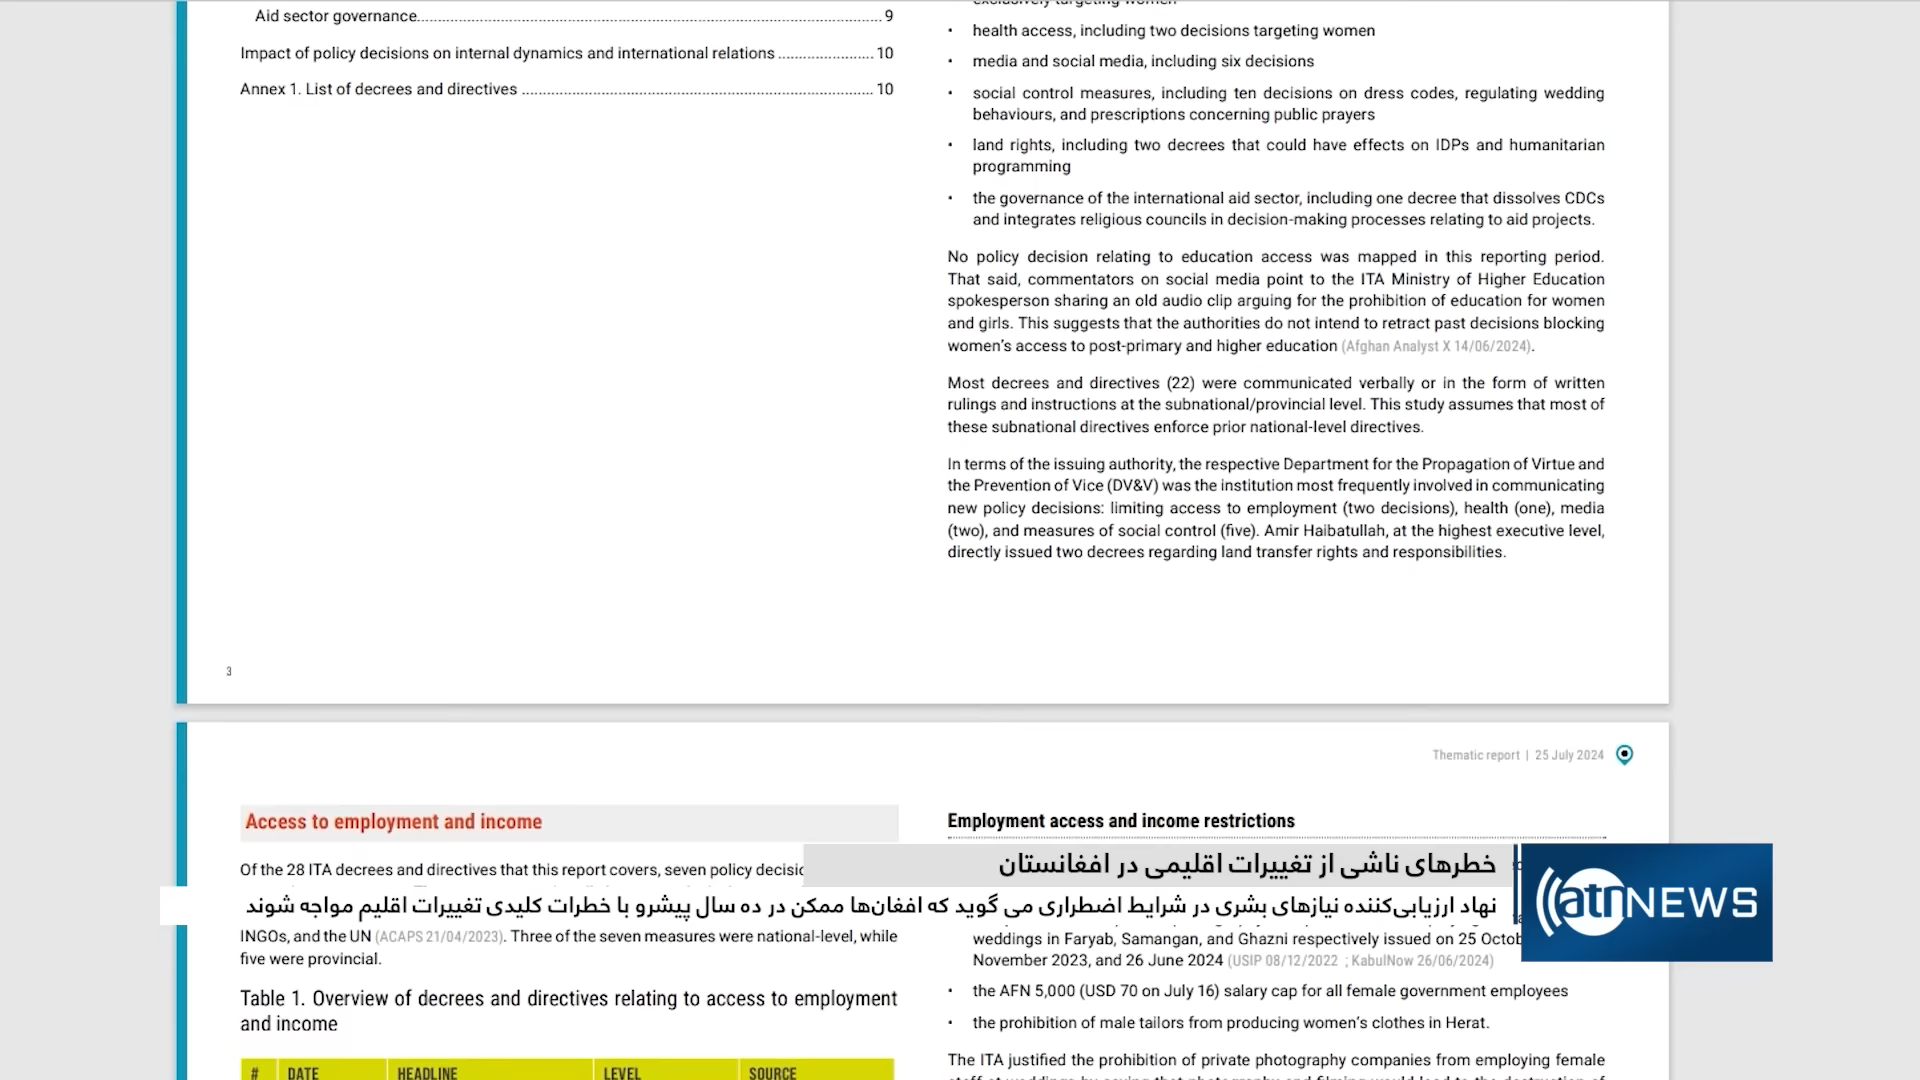 Aid sector governance 9
Impact of policy decisions on internal dynamics and international relations 10
Annex 1. List of decrees and directives 10
3
exclusively targeting women
• health access, including two decisions targeting women
• media and social media, including six decisions
• social control measures, including ten decisions on dress codes, regulating wedding
behaviours, and prescriptions concerning public prayers
• land rights, including two decrees that could have effects on IDPs and humanitarian
programming
• the governance of the international aid sector, including one decree that dissolves CDCs
and integrates religious councils in decision-making processes relating to aid projects.
No policy decision relating to education access was mapped in this reporting period.
That said, commentators on social media point to the ITA Ministry of Higher Education
spokesperson sharing an old audio clip arguing for the prohibition of education for women
and girls. This suggests that the authorities do not intend to retract past decisions blocking
women's access to post-primary and higher education (Afghan Analyst X 14/06/2024).
Most decrees and directives (22) were communicated verbally or in the form of written
rulings and instructions at the subnational/provincial level. This study assumes that most of
these subnational directives enforce prior national-level directives.
In terms of the issuing authority, the respective Department for the Propagation of Virtue and
the Prevention of Vice (DV&V) was the institution most frequently involved in communicating
new policy decisions: limiting access to employment (two decisions), health (one), media
(two), and measures of social control (five). Amir Haibatullah, at the highest executive level,
directly issued two decrees regarding land transfer rights and responsibilities.
Thematic report | 25 July 2024
Access to employment and income
Of the 28 ITA decrees and directives that this report covers, seven policy
INGOs, and the UN (ACAPS 21/04/2023). Three of the seven measures were national-level, while
five were provincial.
Table 1. Overview of decrees and directives relating to access to employment
and income
# DATE HEADLINE LEVEL SOURCE
Employment access and income restrictions
weddings in Faryab, Samangan, and Ghazni respectively issued on 25
November 2023, and 26 June 2024 (USIP 08/12/2022 ; KabulNow 26/06/2024)
• the AFN 5,000 (USD 70 on July 16) salary cap for all female government employees
• the prohibition of male tailors from producing women's clothes in Herat.
The ITA justified the prohibition of private photography companies from employing female
خطرهای ناشی از تغییرات اقلیمی در افغانستان
نهاد ارزیابی‌کننده نیازهای بشری در شرایط اضطراری می گوید که افغان‌ها ممکن در ده سال پیشرو با خطرات کلیدی تغییرات اقلیم مواجه شوند
atn NEWS